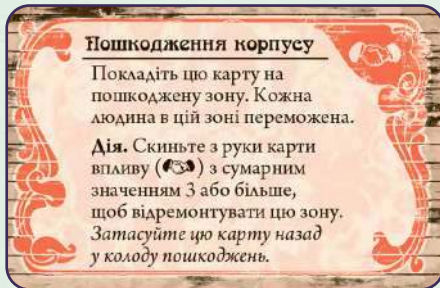 Пошкодження корпусу
Покладіть цю карту на
пошкоджену зону. Кожна
людина в цій зоні переможена.
Дія. Скиньте з руки карти
впливу ( ) з сумарним
значенням 3 або більше,
щоб відремонтувати цю зону.
Затасуйте цю карту назад
у колоду пошкоджень.